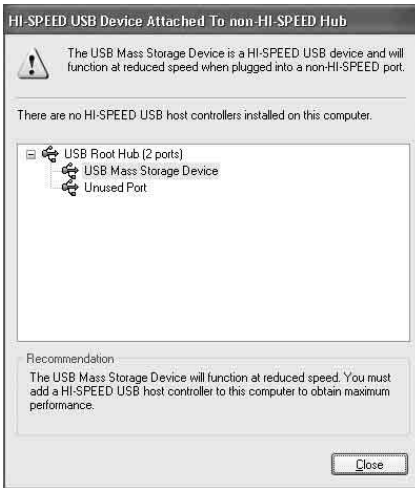 HI-SPEED USB Device Attached To non-HI-SPEED Hub
The USB Mass Storage Device is a HI-SPEED USB device and will
function at reduced speed when plugged into a non-HI-SPEED port.
There are no HI-SPEED USB host controllers installed on this computer.
USB Root Hub (2 ports)
USB Mass Storage Device
Unused Port
Recommendation
The USB Mass Storage Device will function at reduced speed. You must
add a HI-SPEED USB host controller to this computer to obtain maximum
performance.
Close